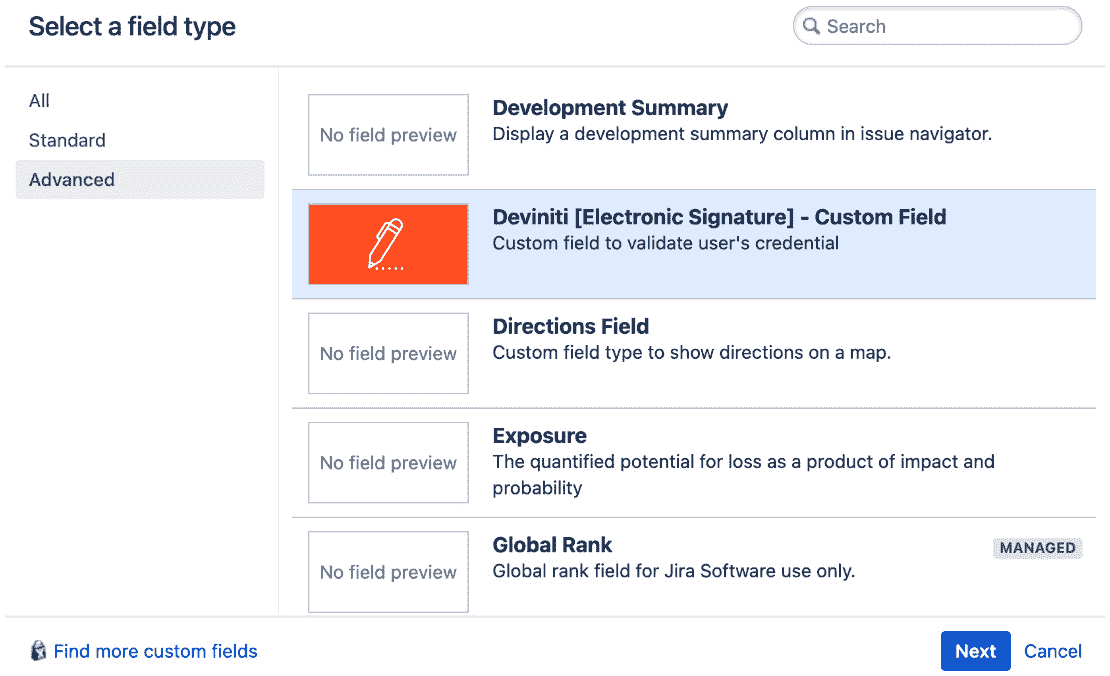 Select a field type
Search
All
Standard
Advanced
No field preview
Development Summary
Display a development summary column in issue navigator.
Deviniti [Electronic Signature] - Custom Field
Custom field to validate user's credential
No field preview
Directions Field
Custom field type to show directions on a map.
No field preview
Exposure
The quantified potential for loss as a product of impact and
probability
No field preview
Global Rank
MANAGED
Global rank field for Jira Software use only.
Find more custom fields
Next
Cancel